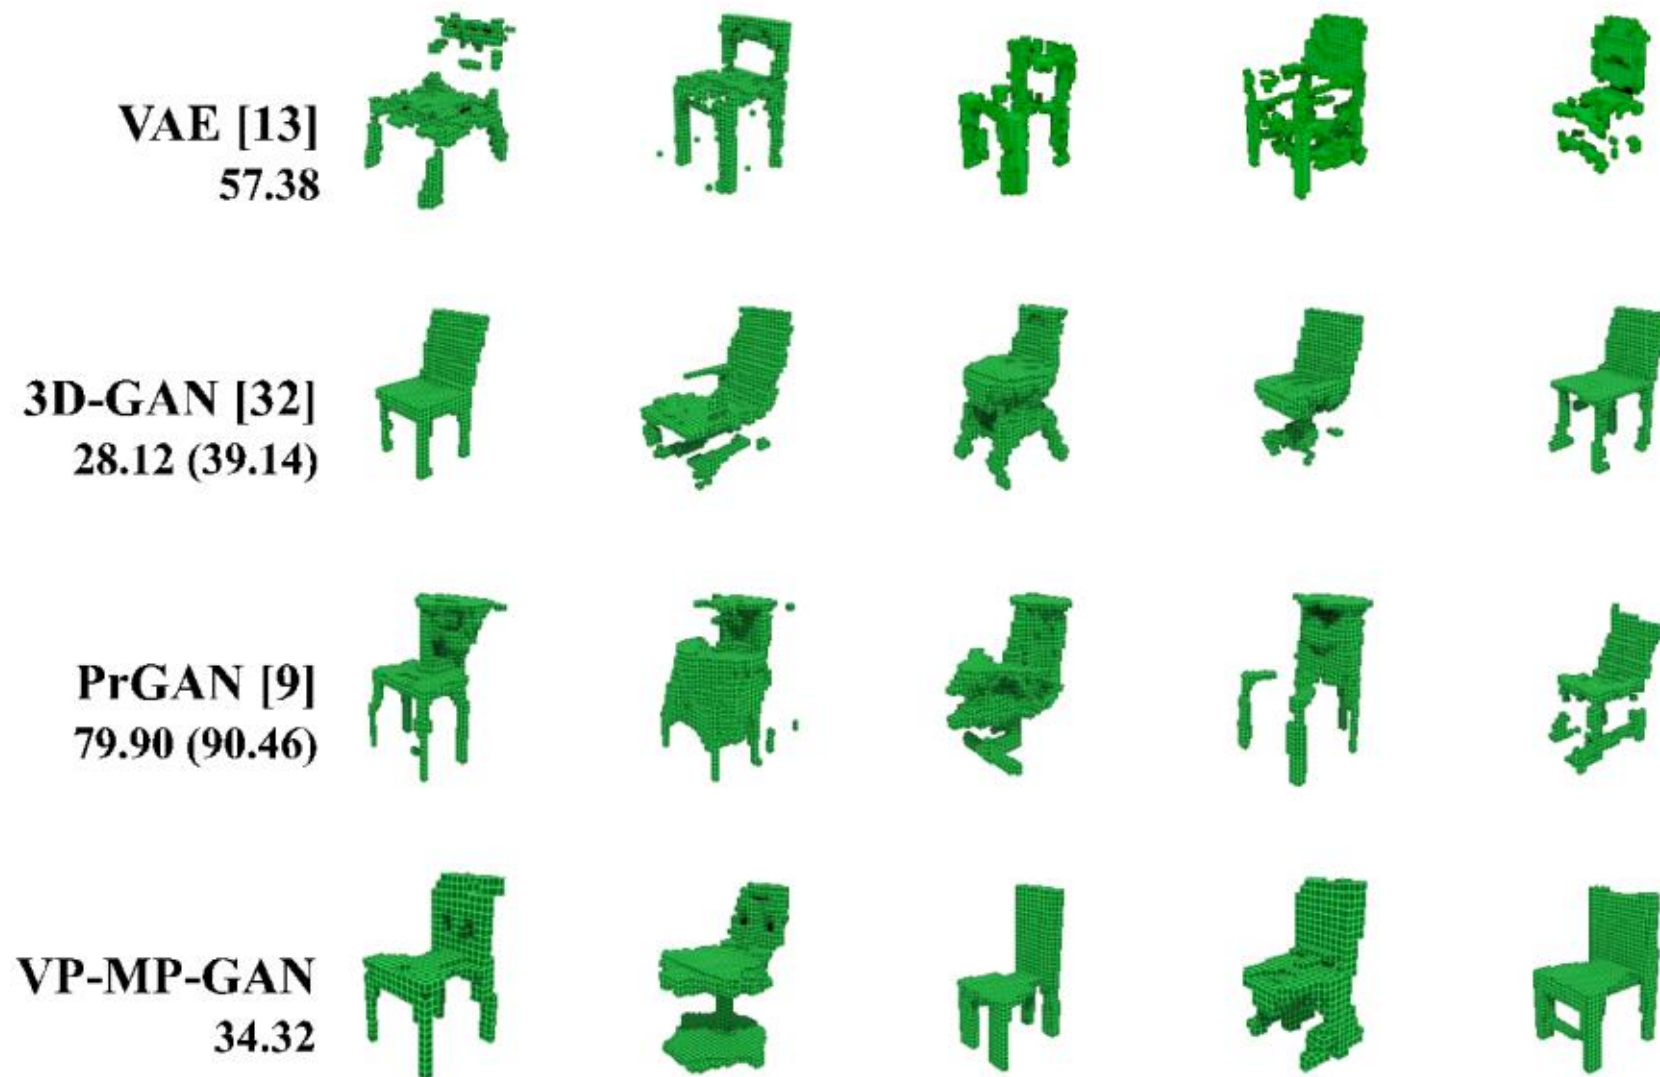 VAE [13]
57.38
3D-GAN [32]
28.12 (39.14)
PrGAN [9]
79.90 (90.46)
VP-MP-GAN
34.32